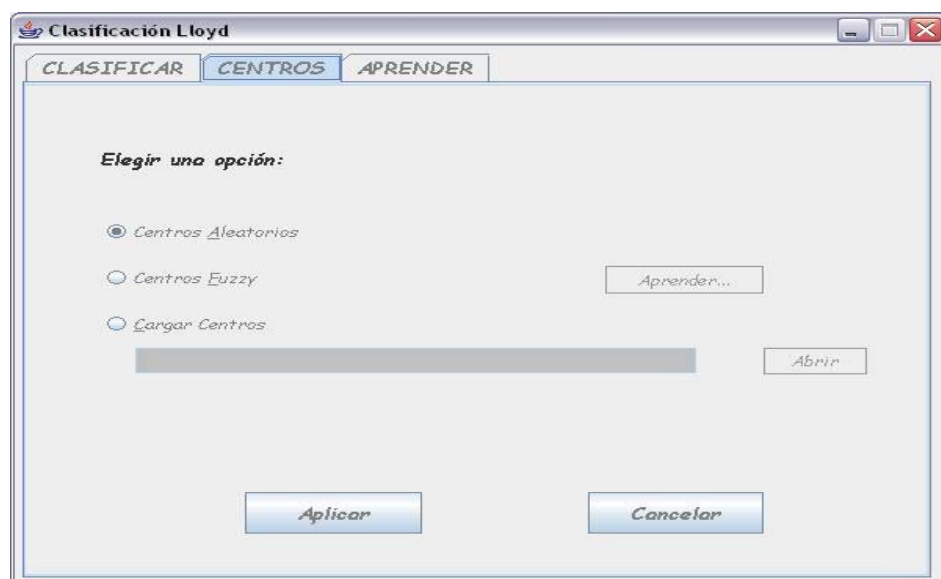 Clasificación Lloyd
CLASIFICAR CENTROS APRENDER
Elegir una opción:
Centros Aleatorios
Centros Fuzzy Aprender...
Cargar Centros
Abrir
Aplicar Cancelar